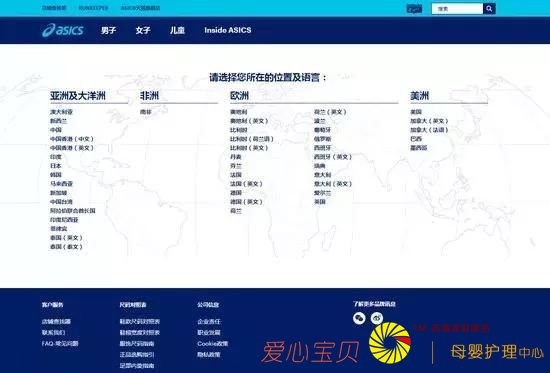 店铺查找器 RUNKEEPER ASICS天猫旗舰店
搜索
asics 男子 女子 儿童 Inside ASICS
请选择您所在的位置及语言：
亚洲及大洋洲
澳大利亚
新西兰
中国
中国香港（中文）
中国香港（英文）
印度
日本
韩国
马来西亚
新加坡
中国台湾
阿拉伯联合酋长国
印度尼西亚
菲律宾
泰国（英文）
泰国（泰文）
非洲
南非
欧洲
奥地利
奥地利（英文）
比利时
比利时（荷兰语）
比利时（英文）
丹麦
芬兰
法国
法国（英文）
德国
德国（英文）
荷兰
荷兰（英文）
波兰
葡萄牙
俄罗斯
西班牙
西班牙（英文）
瑞典
意大利
意大利（英文）
爱尔兰
英国
美洲
美国
加拿大（英文）
加拿大（法语）
巴西
墨西哥
客户服务
店铺查找器
联系我们
FAQ-常见问题
尺码对照表
鞋款尺码对照表
鞋楦宽度对照表
服饰尺码指南
正品选购指引
足部内旋指南
公司信息
企业责任
职业发展
Cookie政策
隐私政策
了解更多品牌讯息
爱心宝贝
母婴护理中心